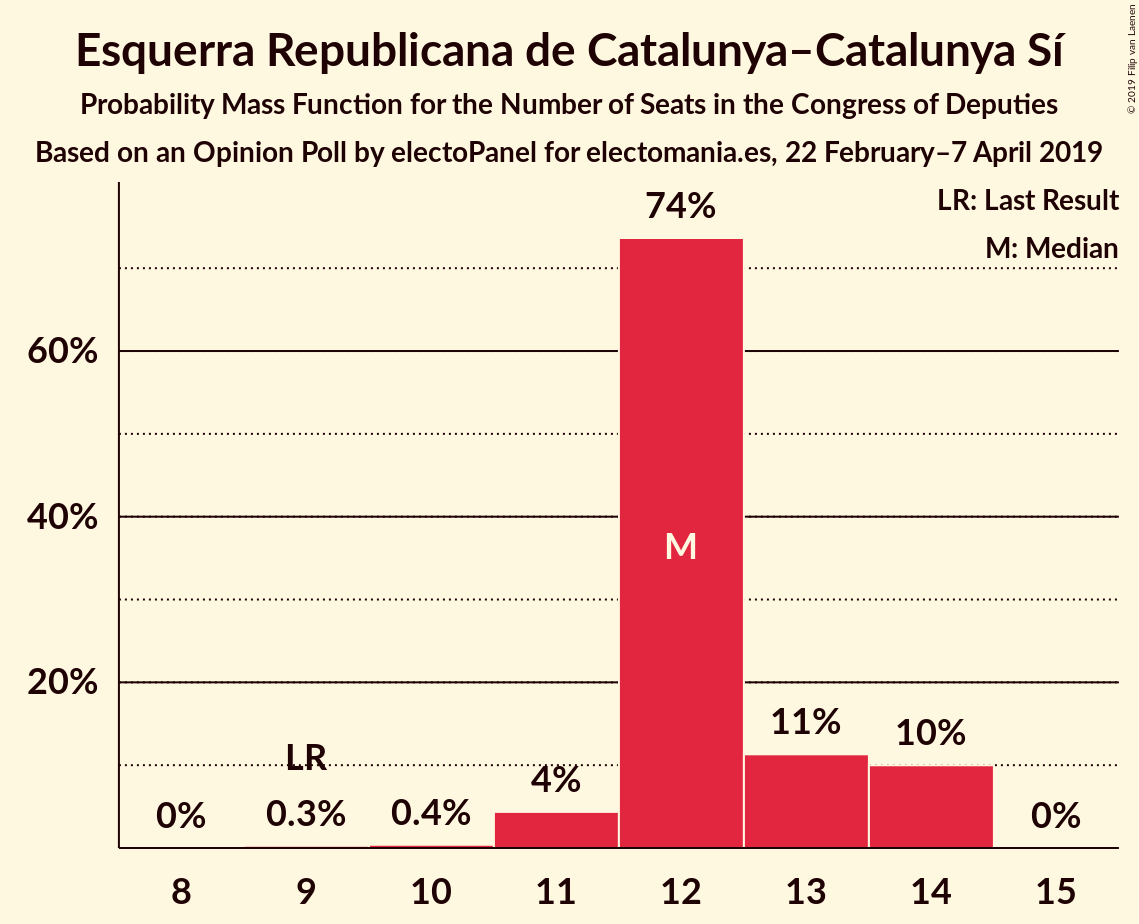 Esquerra Republicana de Catalunya–Catalunya Sí
Probability Mass Function for the Number of Seats in the Congress of Deputies
Based on an Opinion Poll by electoPanel for electomania.es, 22 February–7 April 2019
© 2019 Filip van Laenen
LR: Last Result
M: Median
74%
60%
40%
M
20%
11%
10%
LR
4%
0%
0.3%
0.4%
0%
8 9 10 11 12 13 14 15